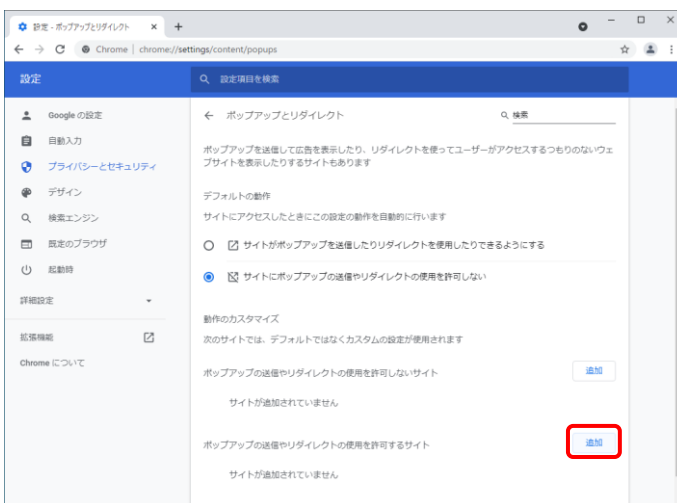 設定 - ポップアップとリダイレクト
Chrome | chrome://settings/content/popups
設定
設定項目を検索
Google の設定
自動入力
プライバシーとセキュリティ
デザイン
検索エンジン
既定のブラウザ
起動時
詳細設定
拡張機能
Chrome について
ポップアップとリダイレクト
検索
ポップアップを送信して広告を表示したり、リダイレクトを使ってユーザーがアクセスするつもりのないウェ
ブサイトを表示したりするサイトもあります
デフォルトの動作
サイトにアクセスしたときにこの設定の動作を自動的に行います
サイトがポップアップを送信したりリダイレクトを使用したりできるようにする
サイトにポップアップの送信やリダイレクトの使用を許可しない
動作のカスタマイズ
次のサイトでは、デフォルトではなくカスタムの設定が使用されます
ポップアップの送信やリダイレクトの使用を許可しないサイト
追加
サイトが追加されていません
ポップアップの送信やリダイレクトの使用を許可するサイト
追加
サイトが追加されていません